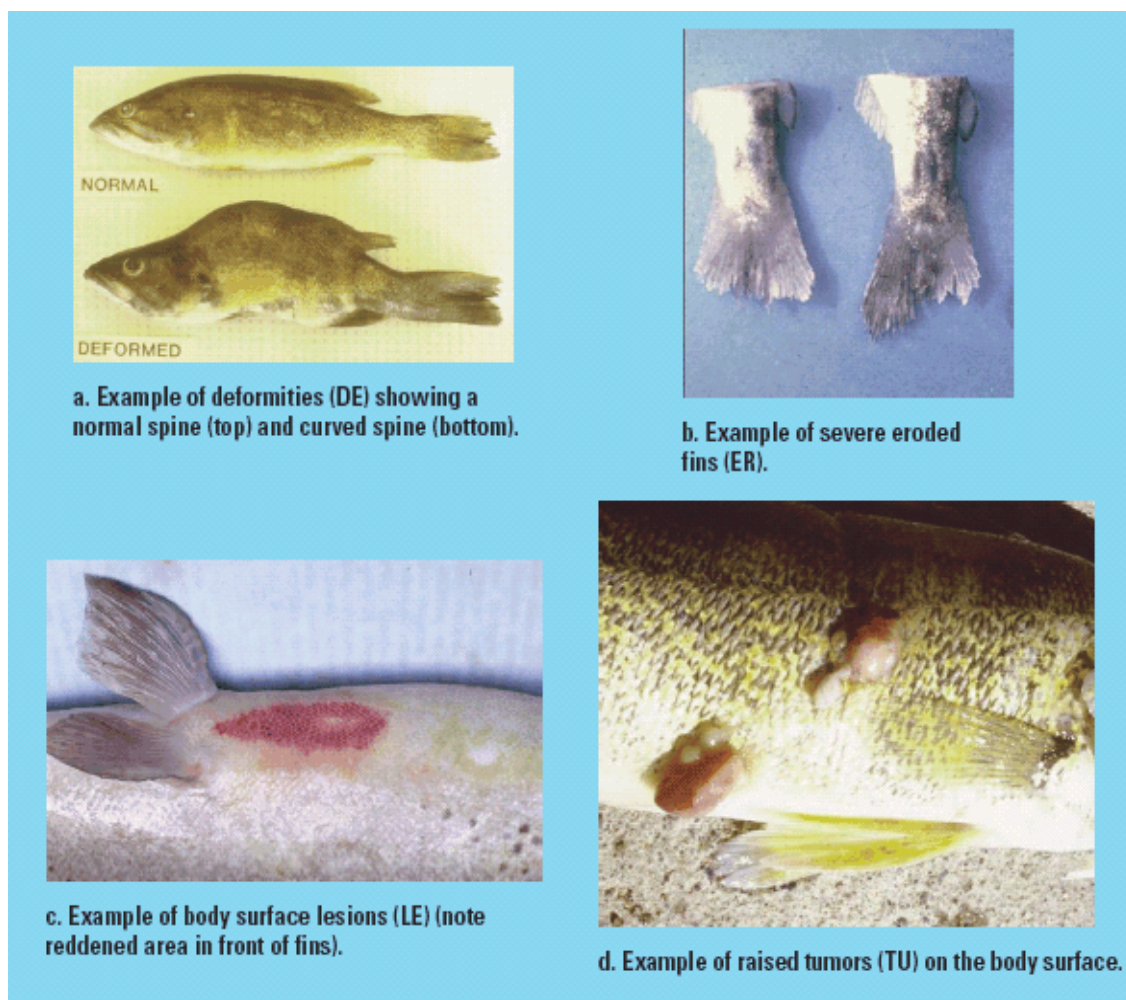 NORMAL
DEFORMED
a. Example of deformities (DE) showing a
normal spine (top) and curved spine (bottom).
b. Example of severe eroded
fins (ER).
c. Example of body surface lesions (LE) (note
reddened area in front of fins).
d. Example of raised tumors (TU) on the body surface.